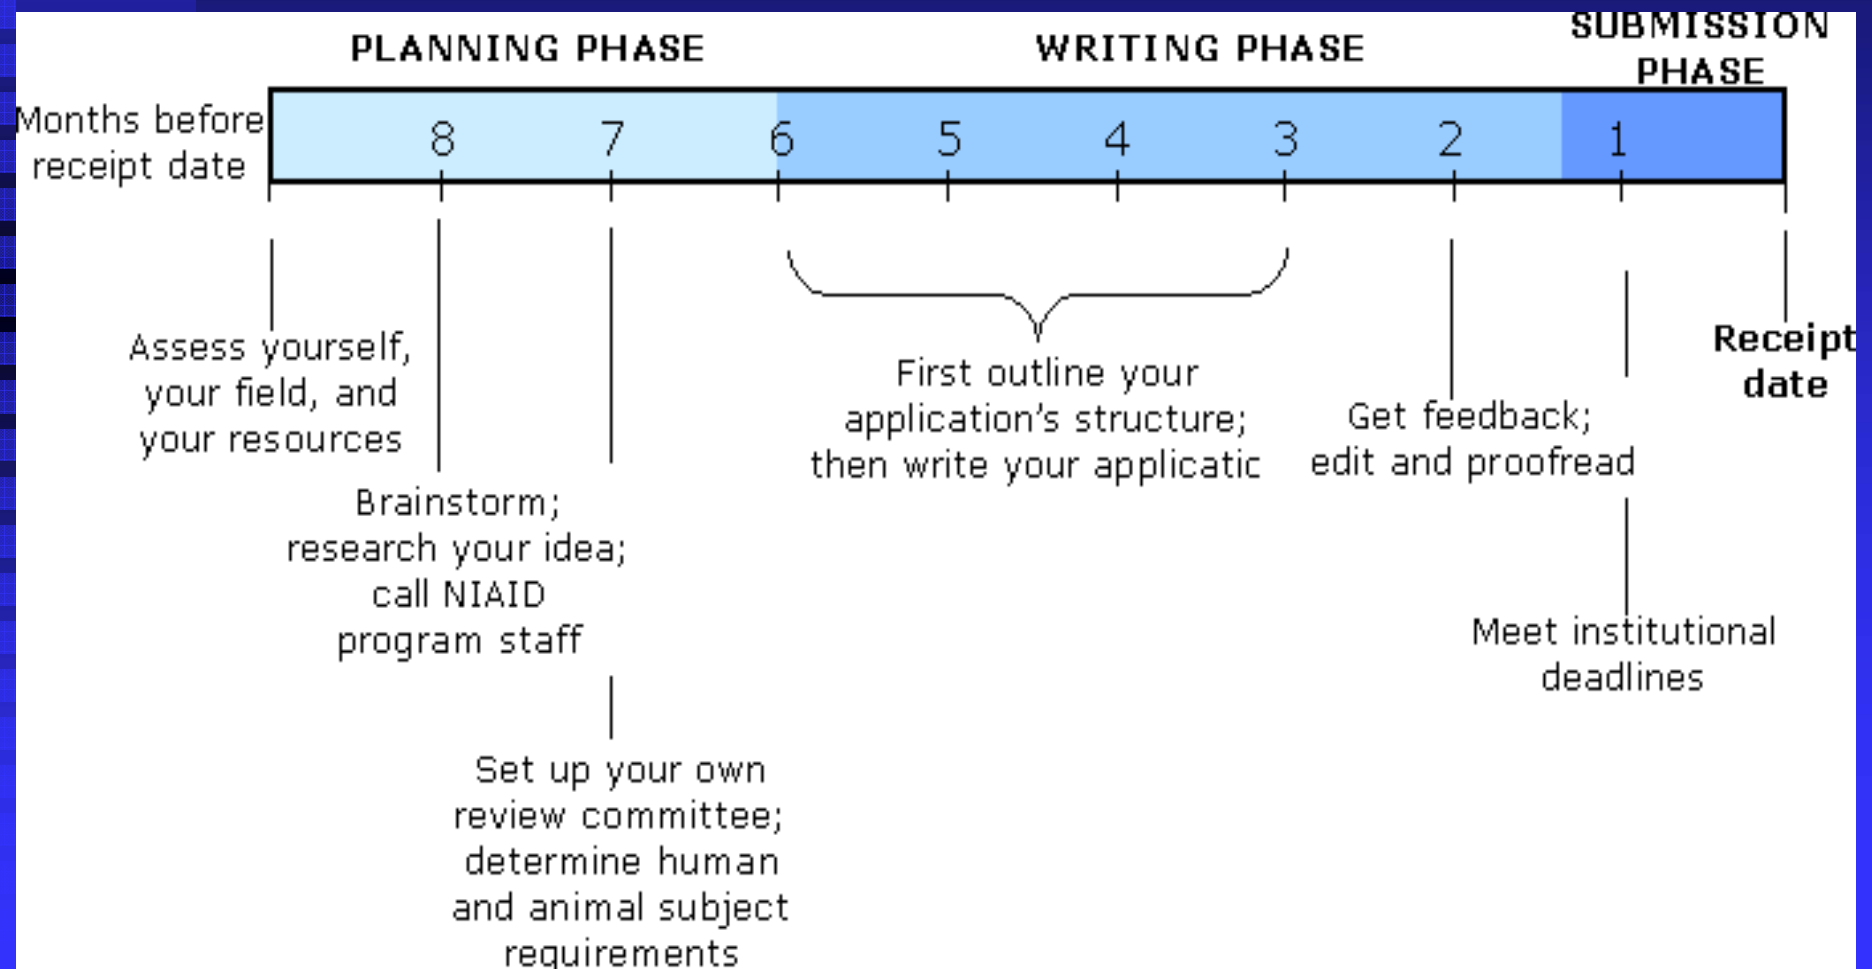 PLANNING PHASE
WRITING PHASE
SUBMISSION
PHASE
Months before
receipt date
8 7 6 5 4 3 2 1
Assess yourself,
your field, and
your resources
Brainstorm;
research your idea;
call NIAID
program staff
Set up your own
review committee;
determine human
and animal subject
requirements
First outline your
application's structure;
then write your applicatic
Get feedback;
edit and proofread
Meet institutional
deadlines
Receipt
date